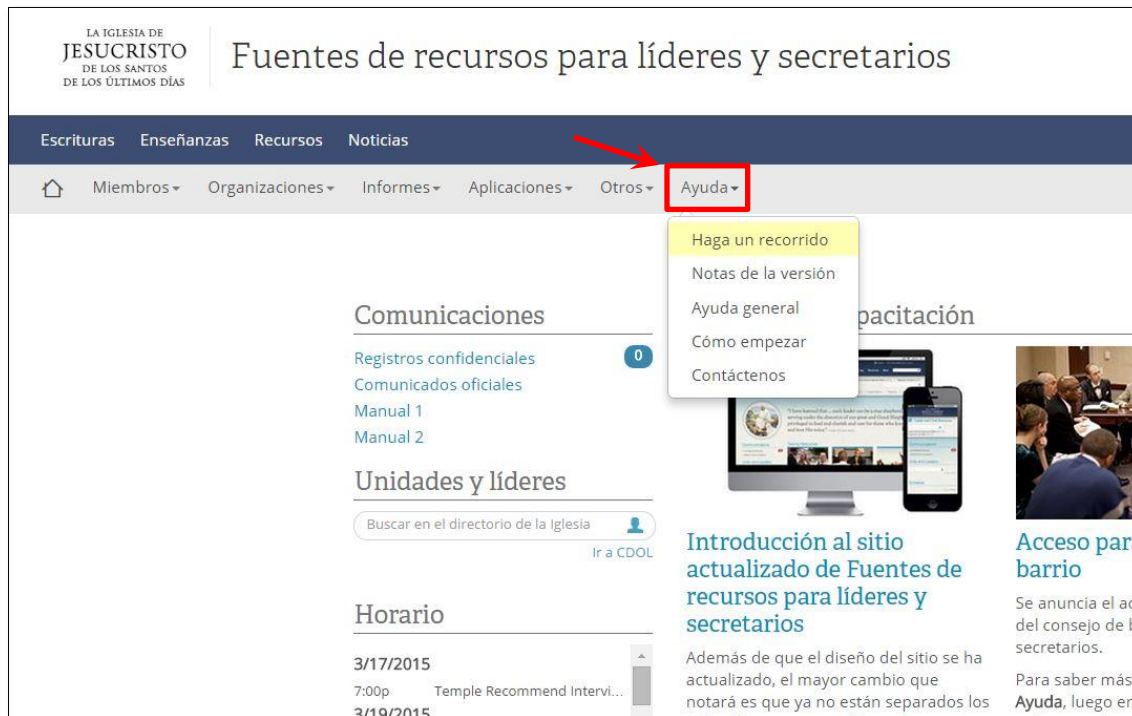 LA IGLESIA DE
JESUCRISTO
DE LOS SANTOS
DE LOS ÚLTIMOS DÍAS
Fuentes de recursos para líderes y secretarios
Escrituras Enseñanzas Recursos Noticias
Miembros Organizaciones Informes Aplicaciones Otros Ayuda
Haga un recorrido
Notas de la versión
Ayuda general
Cómo empezar
Contáctenos
Comunicaciones
Registros confidenciales 0
Comunicados oficiales
Manual 1
Manual 2
Unidades y líderes
Buscar en el directorio de la Iglesia
Ir a CDOL
Horario
3/17/2015
7:00p Temple Recommend Intervi...
3/19/2015
pacitación
Introducción al sitio
actualizado de Fuentes de
recursos para líderes y
secretarios
Además de que el diseño del sitio se ha
actualizado, el mayor cambio que
notará es que ya no están separados los
Acceso par
barrio
Se anuncia el ac
del consejo de b
secretarios.
Para saber más
Ayuda, luego en